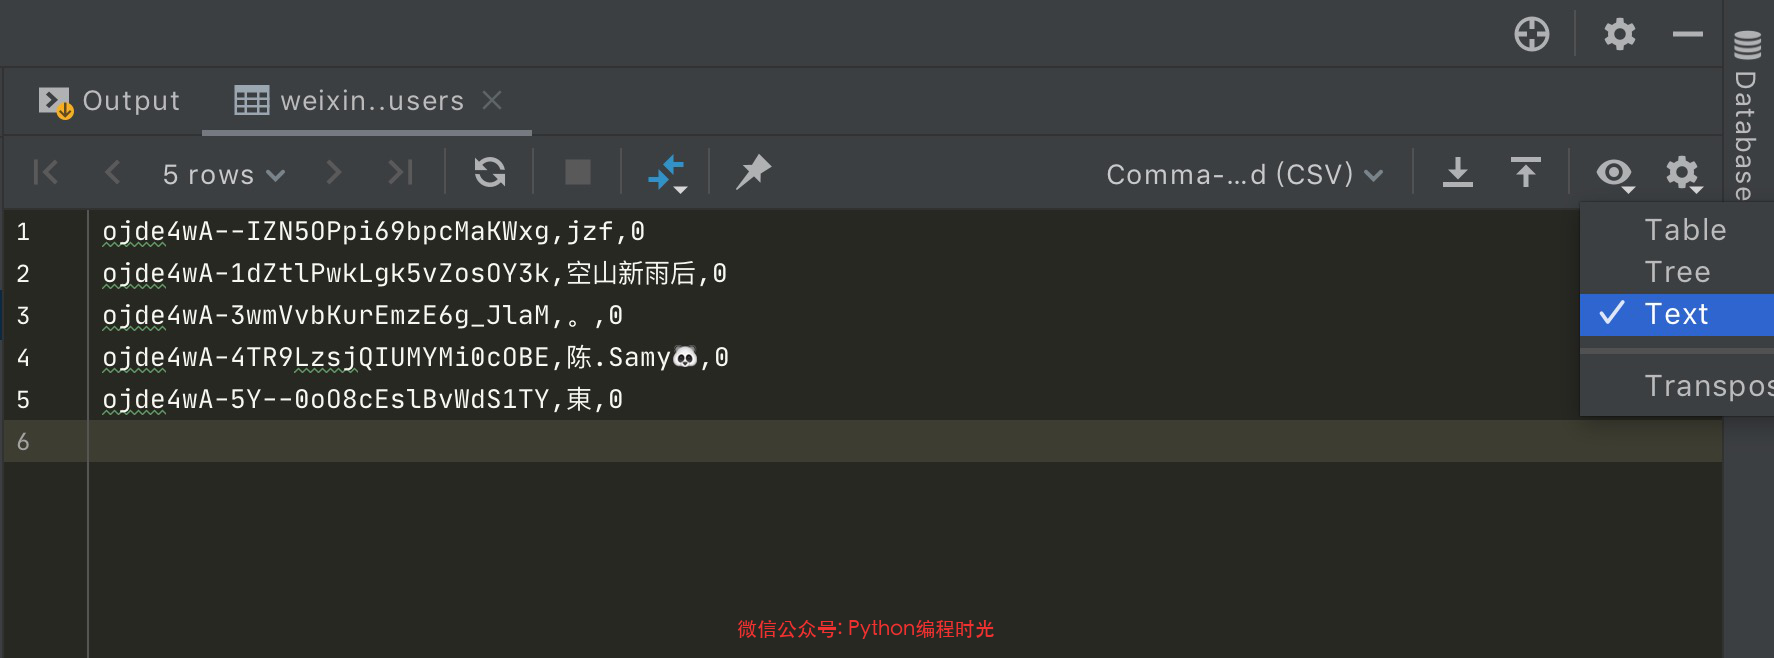 Output weixin..users
5 rows Comma-...d (CSV)
Database
1 ojde4wA--IZN5OPpi69bpcMaKWxg,jzf,0
2 ojde4wA-1dZtlPwkLgk5vZosOY3k,空山新雨后,0
3 ojde4wA-3wmVvbKurEmzE6g_JlaM,。,0
4 ojde4wA-4TR9LzsjQIUMYMi0cOBE,陈.Samy🐼,0
5 ojde4wA-5Y--0oO8cEslBvWdS1TY,東,0
6
Table
Tree
Text
Transpos
微信公众号: Python编程时光